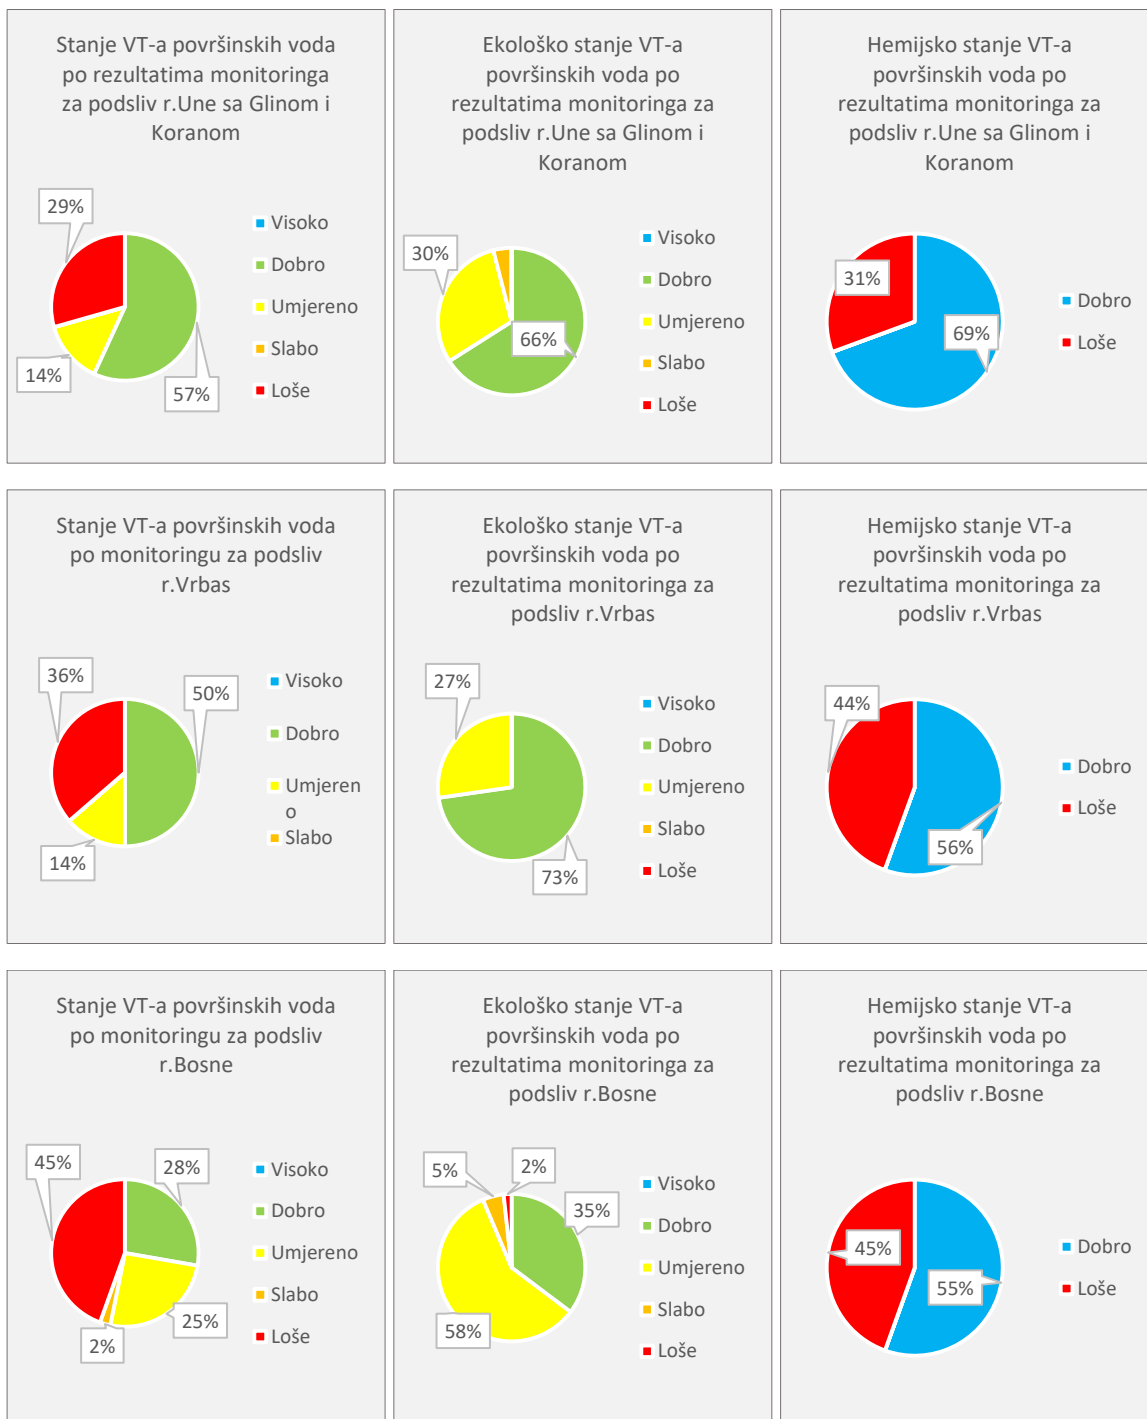 Stanje VT-a površinskih voda
po rezultatima monitoringa
za podsliv r.Une sa Glinom i
Koranom
29%
14%
57%
Visoko
Dobro
Umjereno
Slabo
Loše
Ekološko stanje VT-a
površinskih voda po
rezultatima monitoringa za
podsliv r.Une sa Glinom i
Koranom
30%
66%
Visoko
Dobro
Umjereno
Slabo
Loše
Hemijsko stanje VT-a
površinskih voda po
rezultatima monitoringa za
podsliv r.Une sa Glinom i
Koranom
31%
69%
Dobro
Loše
Stanje VT-a površinskih voda
po monitoringu za podsliv
r.Vrbas
36%
50%
14%
Visoko
Dobro
Umjeren
o
Slabo
Ekološko stanje VT-a
površinskih voda po
rezultatima monitoringa za
podsliv r.Vrbas
27%
73%
Visoko
Dobro
Umjereno
Slabo
Loše
Hemijsko stanje VT-a
površinskih voda po
rezultatima monitoringa za
podsliv r.Vrbas
44%
56%
Dobro
Loše
Stanje VT-a površinskih voda
po monitoringu za podsliv
r.Bosne
45%
28%
2%
25%
Visoko
Dobro
Umjereno
Slabo
Loše
Ekološko stanje VT-a
površinskih voda po
rezultatima monitoringa za
podsliv r.Bosne
5%
2%
35%
58%
Visoko
Dobro
Umjereno
Slabo
Loše
Hemijsko stanje VT-a
površinskih voda po
rezultatima monitoringa za
podsliv r.Bosne
45%
55%
Dobro
Loše